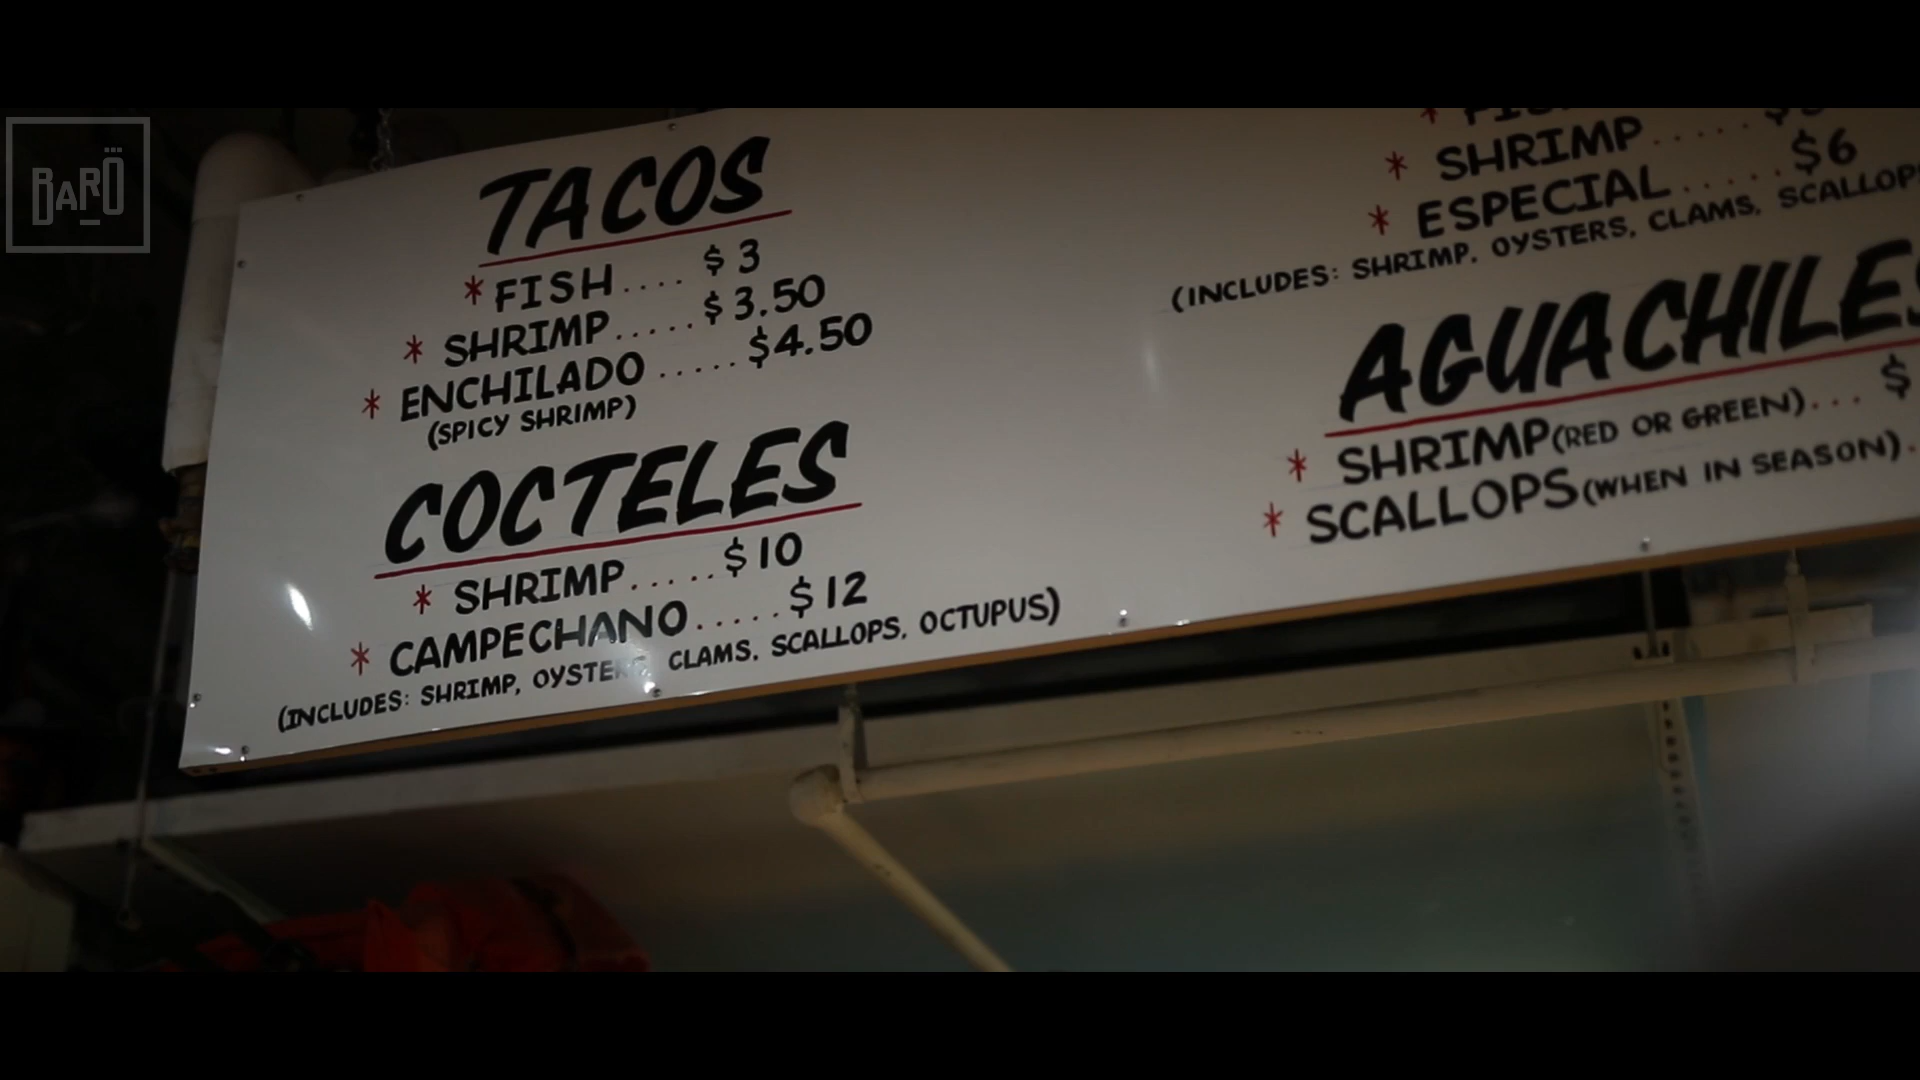 BARÖ
TACOS
* FISH.... $3
* SHRIMP..... $3.50
* ENCHILADO ..... $4.50
(SPICY SHRIMP)
COCTELES
* SHRIMP..... $10
* CAMPECHANO ..... $12
(INCLUDES: SHRIMP, OYSTERS, CLAMS. SCALLOPS. OCTUPUS)
* SHRIMP.....
* ESPECIAL..... $6
(INCLUDES: SHRIMP. OYSTERS. CLAMS. SCALLOP
AGUACHILES
* SHRIMP (RED OR GREEN)... $
* SCALLOPS (WHEN IN SEASON).